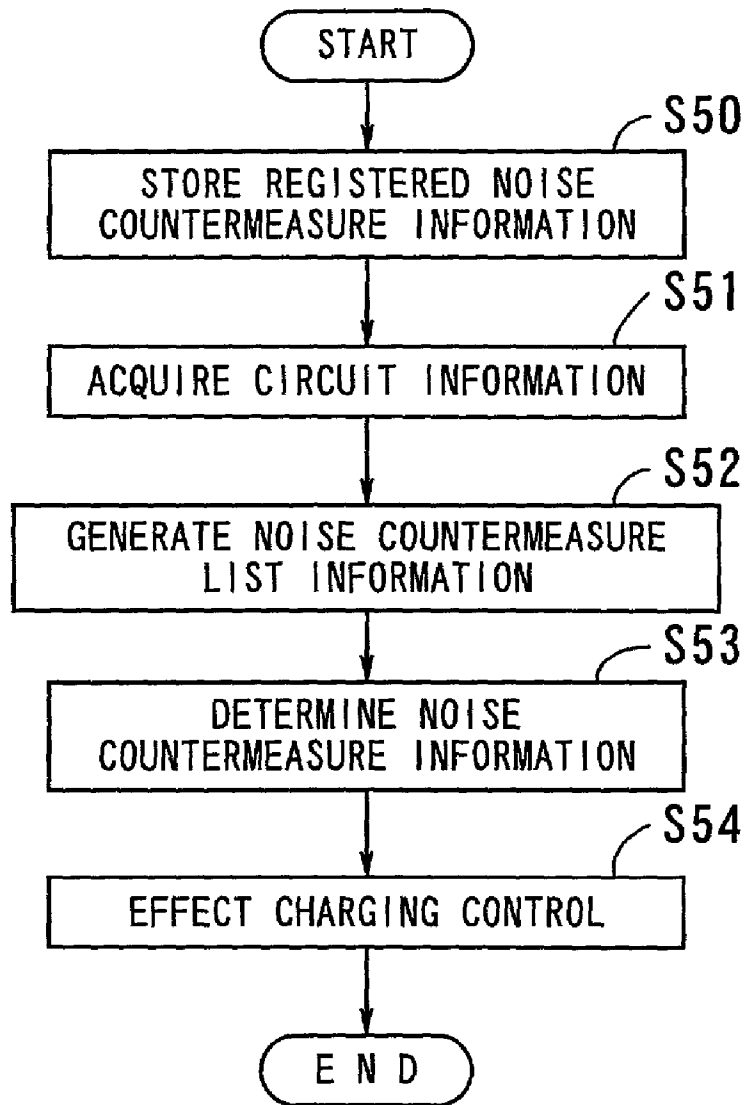 START
S50
STORE REGISTERED NOISE
COUNTERMEASURE INFORMATION
S51
ACQUIRE CIRCUIT INFORMATION
S52
GENERATE NOISE COUNTERMEASURE
LIST INFORMATION
S53
DETERMINE NOISE
COUNTERMEASURE INFORMATION
S54
EFFECT CHARGING CONTROL
END